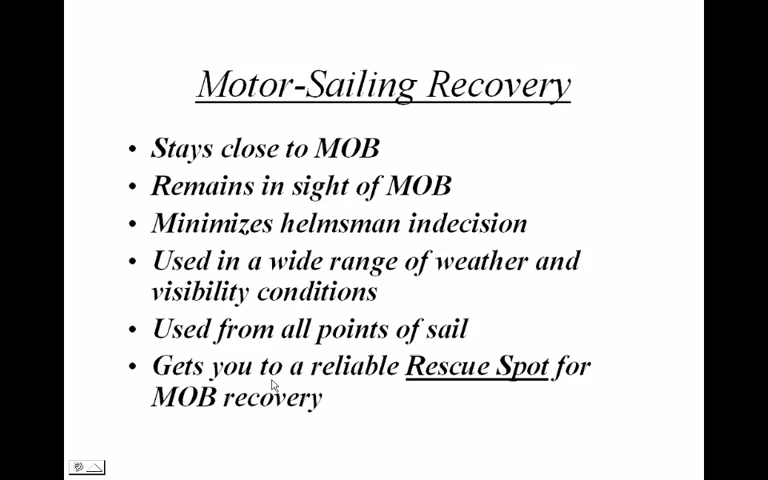 Motor-Sailing Recovery
• Stays close to MOB
• Remains in sight of MOB
• Minimizes helmsman indecision
• Used in a wide range of weather and
visibility conditions
• Used from all points of sail
• Gets you to a reliable Rescue Spot for
MOB recovery